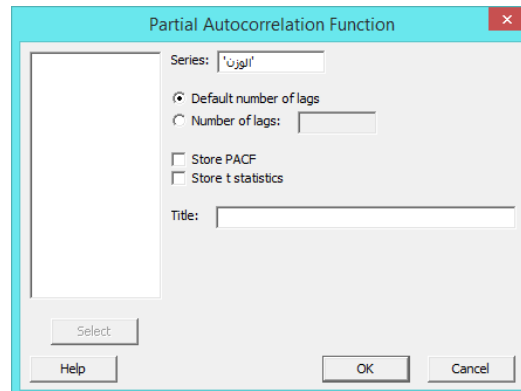 Partial Autocorrelation Function
Series: 'الوزن'
Default number of lags
Number of lags:
Store PACF
Store t statistics
Title:
Select
Help
OK
Cancel